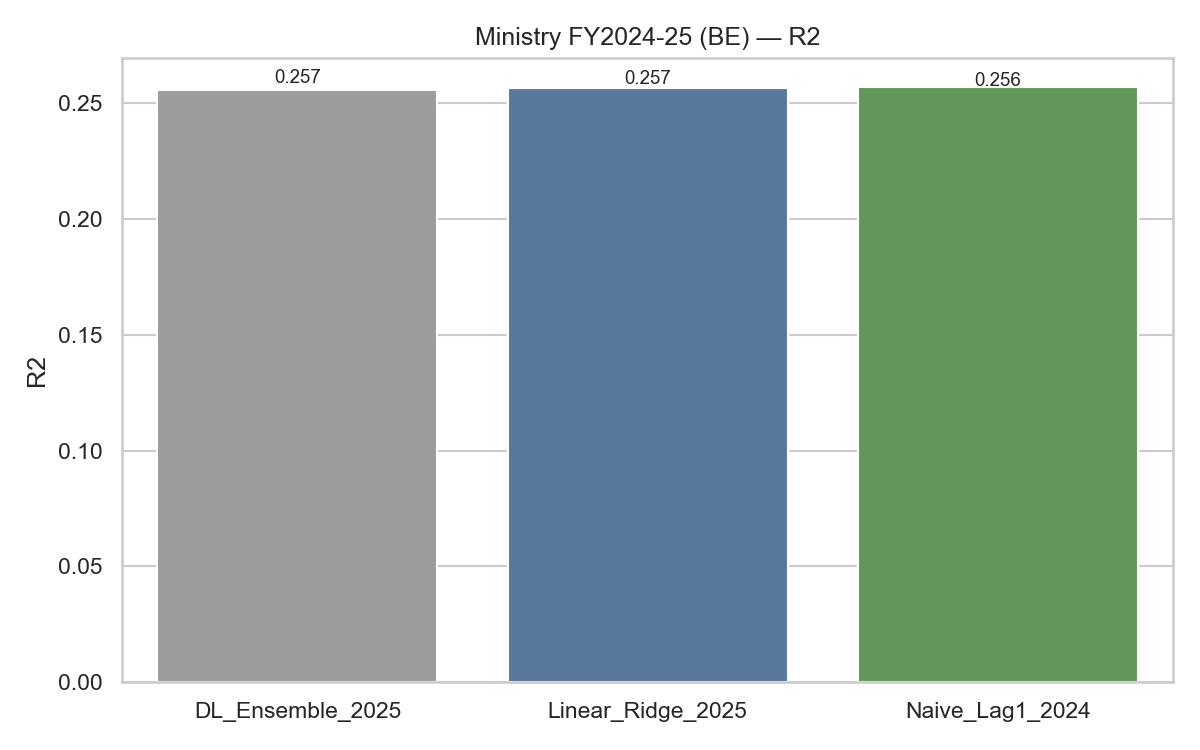 Ministry FY2024-25 (BE) — R2
0.257
0.257
0.256
0.25
0.20
0.15
0.10
0.05
0.00
R2
DL_Ensemble_2025
Linear_Ridge_2025
Naive_Lag1_2024